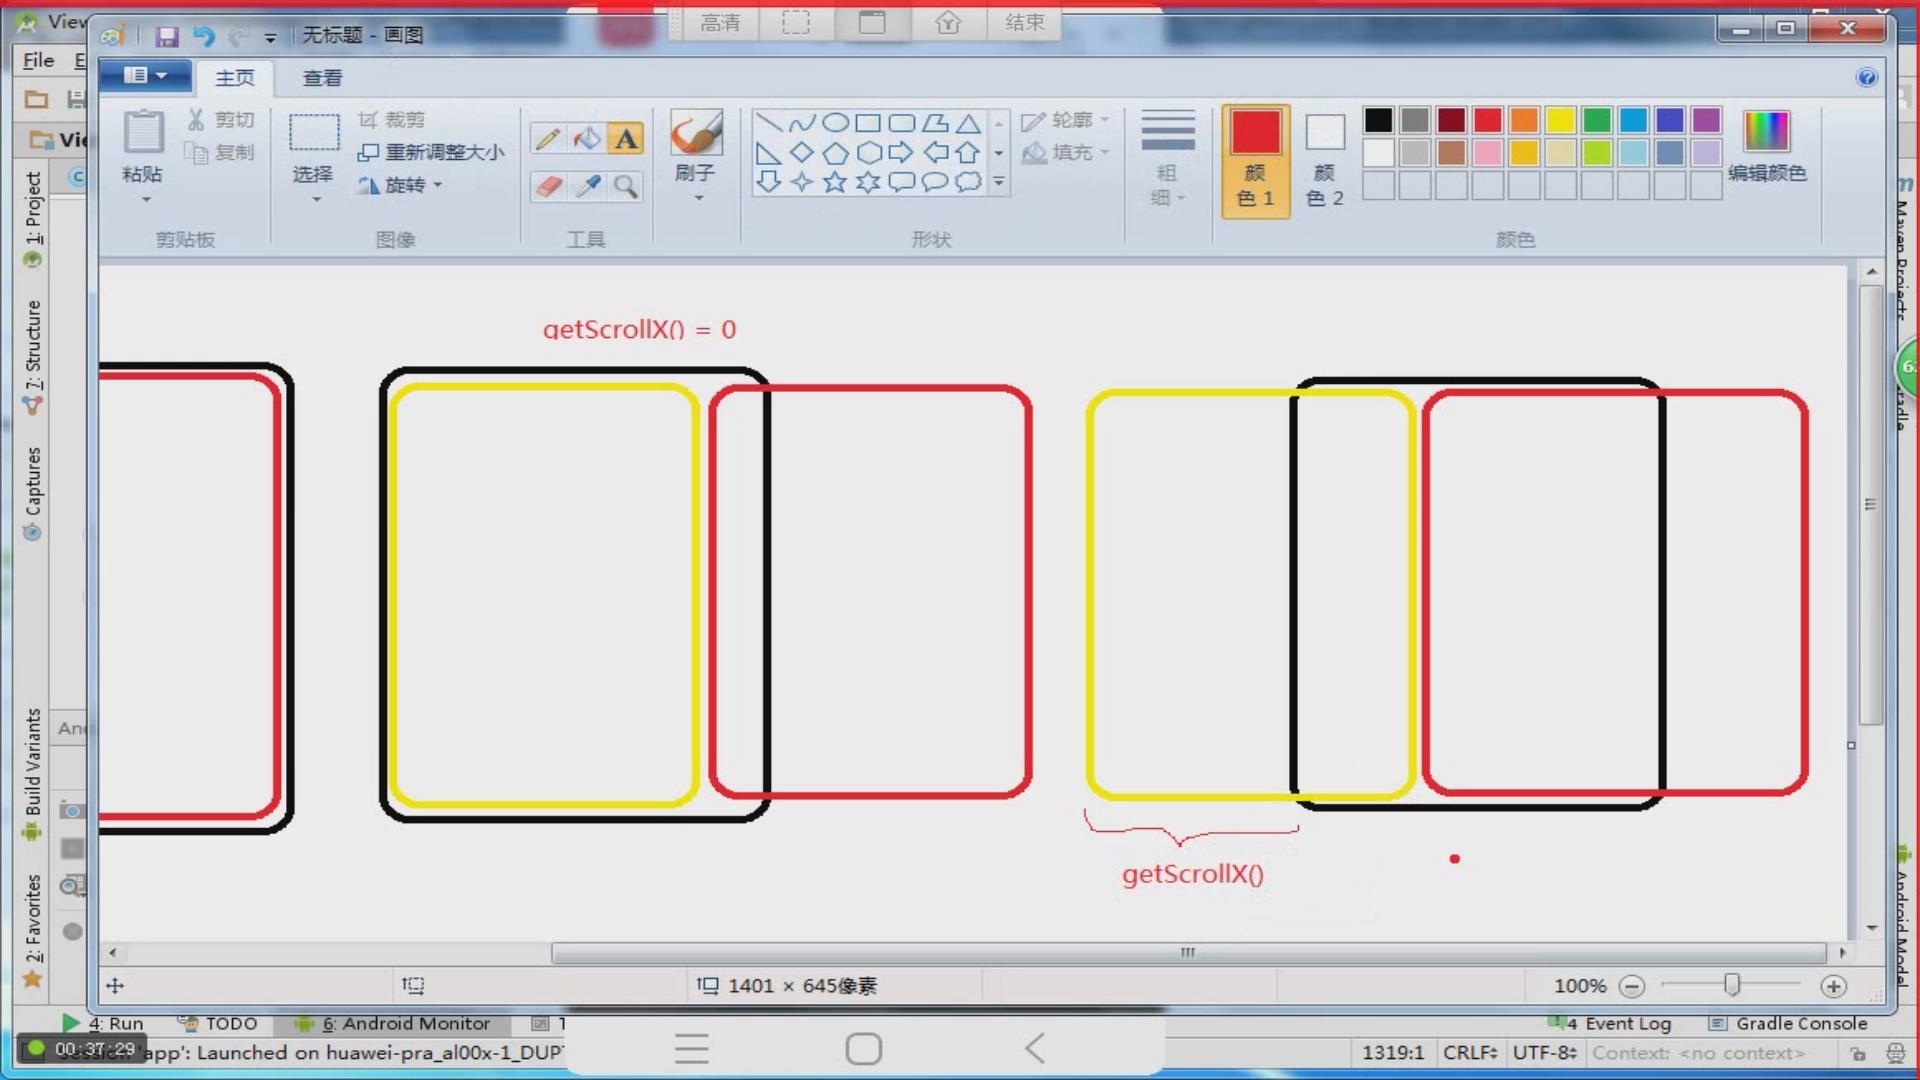 View
无标题 - 画图
高清
结束
File
主页
查看
粘贴
剪切
复制
剪贴板
选择
裁剪
重新调整大小
旋转
图像
A
工具
刷子
形状
轮廓
填充
粗
细
颜
色 1
颜
色 2
编辑颜色
颜色
1: Project
7: Structure
Captures
Build Variants
2: Favorites
Maven Projects
Android Model
getScrollX() = 0
getScrollX()
1401 × 645像素
100%
4: Run
TODO
6: Android Monitor
4 Event Log
Gradle Console
00:37:29
'app': Launched on huawei-pra_al00x-1_DUP
1319:1
CRLF
UTF-8
Context: <no context>